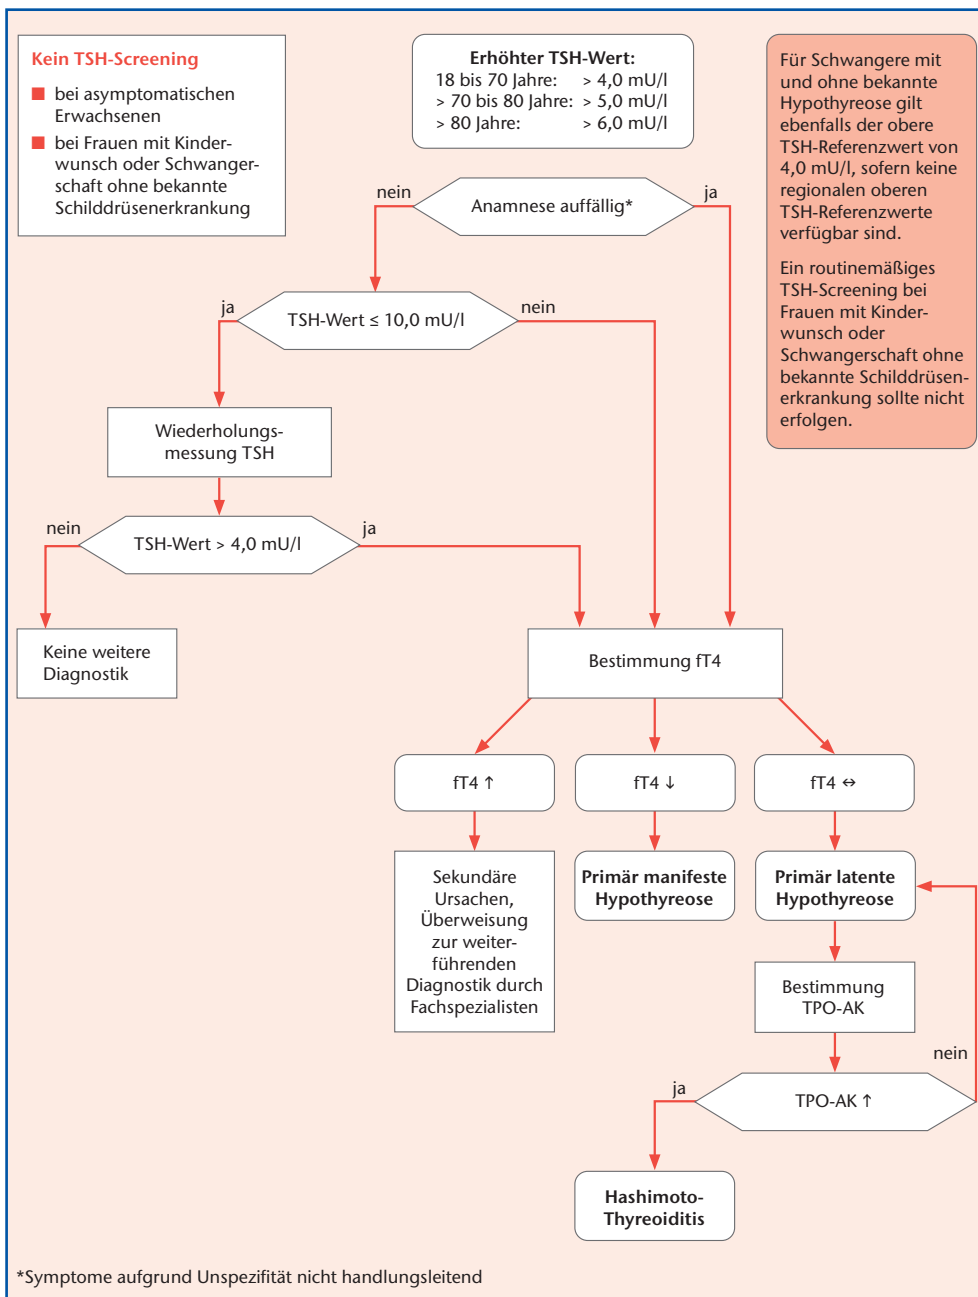 Kein TSH-Screening
■ bei asymptomatischen
Erwachsenen
■ bei Frauen mit Kinder-
wunsch oder Schwanger-
schaft ohne bekannte
Schilddrüsenerkrankung
Erhöhter TSH-Wert:
18 bis 70 Jahre: > 4,0 mU/l
> 70 bis 80 Jahre: > 5,0 mU/l
> 80 Jahre: > 6,0 mU/l
Für Schwangere mit
und ohne bekannte
Hypothyreose gilt
ebenfalls der obere
TSH-Referenzwert von
4,0 mU/l, sofern keine
regionalen oberen
TSH-Referenzwerte
verfügbar sind.
Ein routinemäßiges
TSH-Screening bei
Frauen mit Kinder-
wunsch oder
Schwangerschaft ohne
bekannte Schilddrüsen-
erkrankung sollte nicht
erfolgen.
nein
Anamnese auffällig*
ja
ja
TSH-Wert ≤ 10,0 mU/l
nein
Wiederholungs-
messung TSH
nein
TSH-Wert > 4,0 mU/l
ja
Keine weitere
Diagnostik
Bestimmung fT4
fT4 ↑
fT4 ↓
fT4 ↔
Sekundäre
Ursachen,
Überweisung
zur weiter-
führenden
Diagnostik durch
Fachspezialisten
Primär manifeste
Hypothyreose
Primär latente
Hypothyreose
Bestimmung
TPO-AK
nein
ja
TPO-AK ↑
Hashimoto-
Thyreoiditis
*Symptome aufgrund Unspezifität nicht handlungsleitend